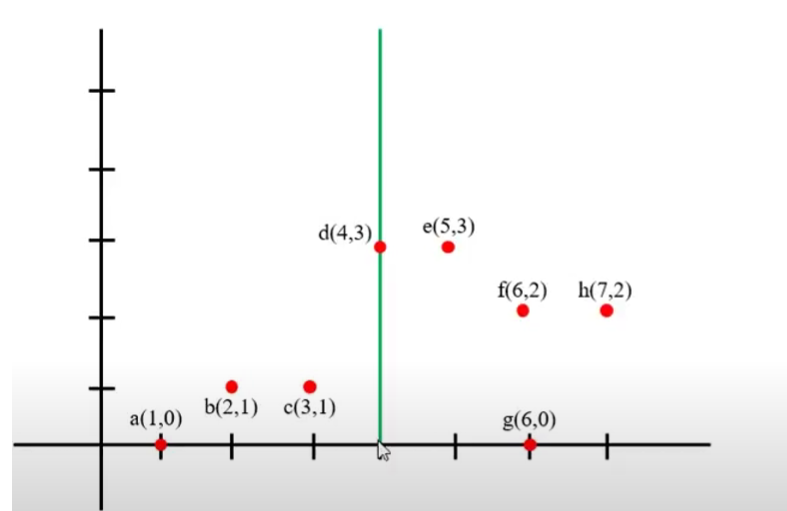 d(4,3)
e(5,3)
f(6,2)
h(7,2)
b(2,1)
c(3,1)
a(1,0)
g(6,0)